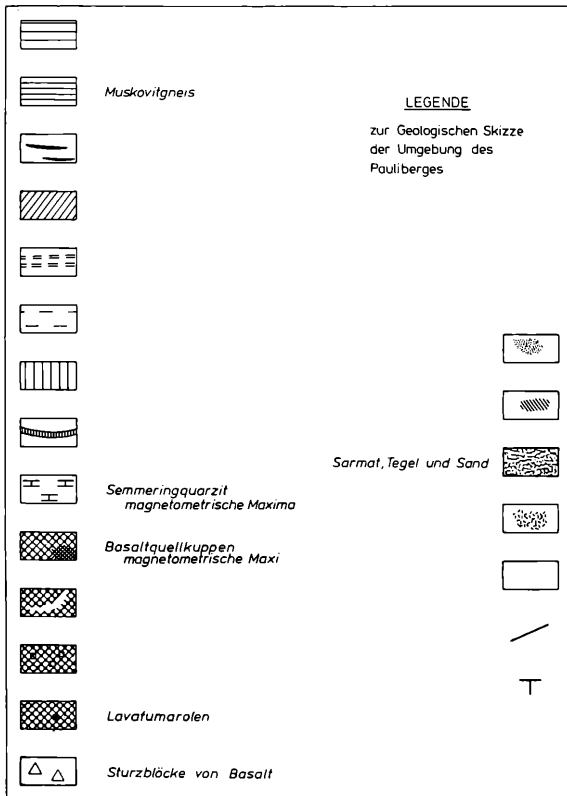 Muskovitgneis
LEGENDE
zur Geologischen Skizze
der Umgebung des
Pauliberges
Sarmat, Tegel und Sand
Semmeringquarzit
magnetometrische Maxima
Basaltquellkuppen
magnetometrische Maxi
Lavafumarolen
Sturzblöcke von Basalt